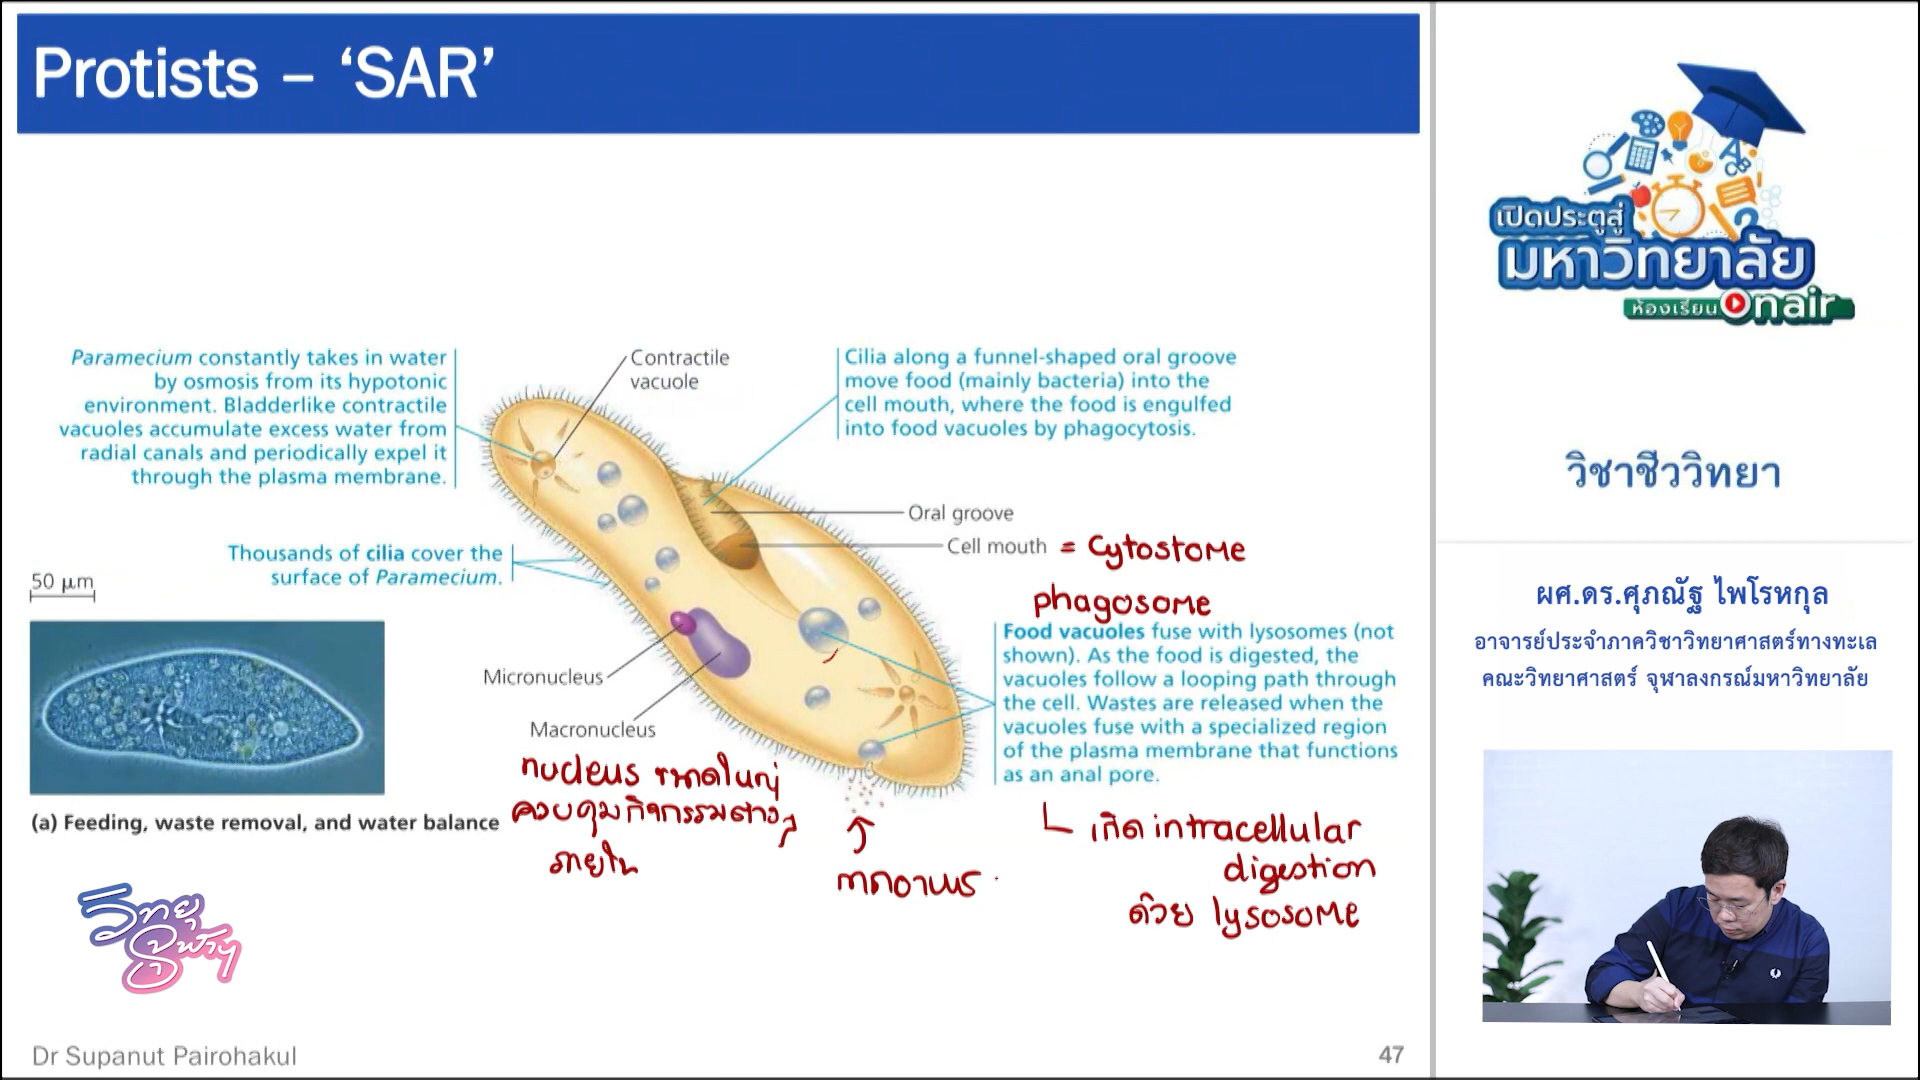 Protists – ‘SAR’
Paramecium constantly takes in water
by osmosis from its hypotonic
environment. Bladderlike contractile
vacuoles accumulate excess water from
radial canals and periodically expel it
through the plasma membrane.
Contractile
vacuole
Cilia along a funnel-shaped oral groove
move food (mainly bacteria) into the
cell mouth, where the food is engulfed
into food vacuoles by phagocytosis.
Oral groove
Cell mouth = Cytostome
Thousands of cilia cover the
surface of Paramecium.
50 μm
phagosome
Food vacuoles fuse with lysosomes (not
shown). As the food is digested, the
vacuoles follow a looping path through
the cell. Wastes are released when the
vacuoles fuse with a specialized region
of the plasma membrane that functions
as an anal pore.
Micronucleus
Macronucleus
nucleus ขนาดใหญ่
ควบคุมกิจกรรมต่างๆ
ภายใน
กากอาหาร
เกิด intracellular
digestion
ด้วย lysosome
(a) Feeding, waste removal, and water balance
วิทยุ
จุฬาฯ
Dr Supanut Pairohakul
47
เปิดประตูสู่
มหาวิทยาลัย
ห้องเรียน Onair
วิชาชีววิทยา
ผศ.ดร.ศุภณัฐ ไพโรหกุล
อาจารย์ประจำภาควิชาวิทยาศาสตร์ทางทะเล
คณะวิทยาศาสตร์ จุฬาลงกรณ์มหาวิทยาลัย